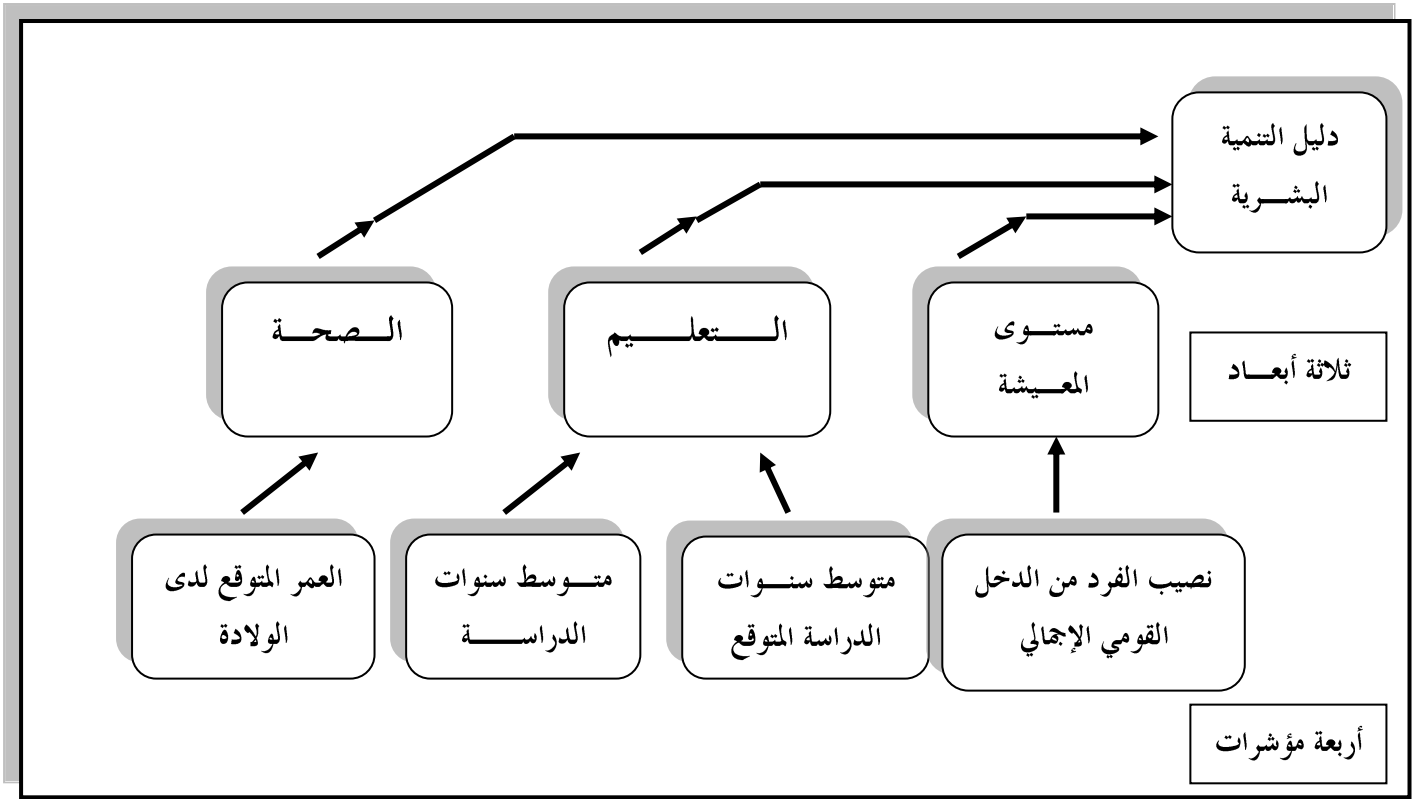 دليل التنمية
البشرية
مستوى
المعيشة
التعليم
الصحة
ثلاثة أبعاد
نصيب الفرد من الدخل
القومي الإجمالي
متوسط سنوات
الدراسة المتوقع
متوسط سنوات
الدراسة
العمر المتوقع لدى
الولادة
أربعة مؤشرات